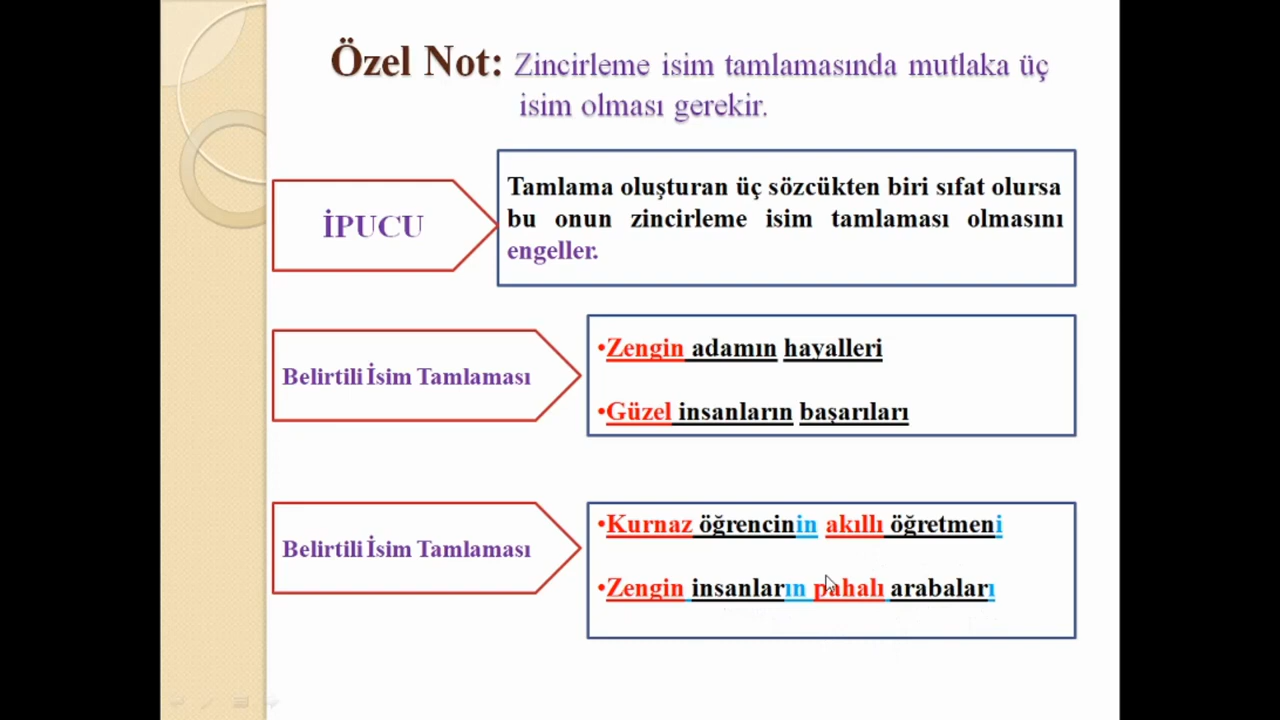 Özel Not: Zincirleme isim tamlamasında mutlaka üç
isim olması gerekir.
İPUCU
Tamlama oluşturan üç sözcükten biri sıfat olursa
bu onun zincirleme isim tamlaması olmasını
engeller.
Belirtili İsim Tamlaması
•Zengin adamın hayalleri
•Güzel insanların başarıları
Belirtili İsim Tamlaması
•Kurnaz öğrencinin akıllı öğretmeni
•Zengin insanların pahalı arabaları